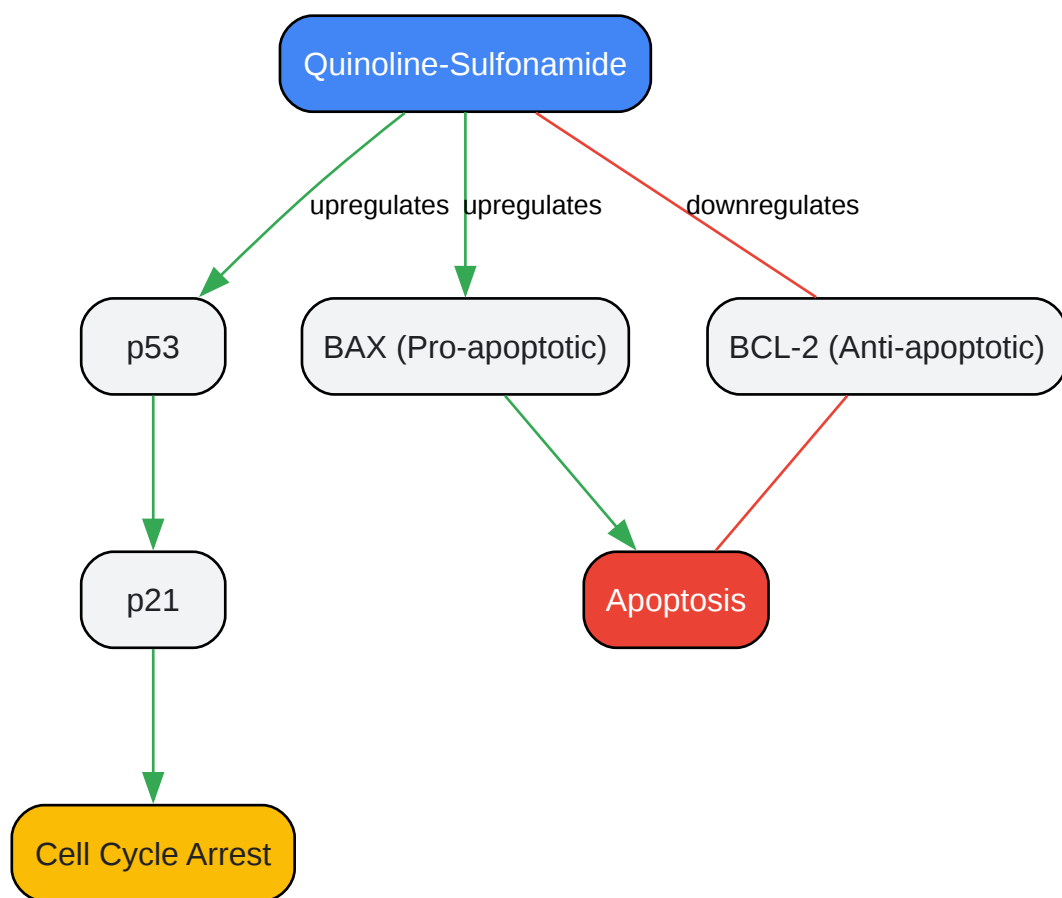 Quinoline-Sulfonamide
upregulates
upregulates
downregulates
p53
BAX (Pro-apoptotic)
BCL-2 (Anti-apoptotic)
p21
Apoptosis
Cell Cycle Arrest